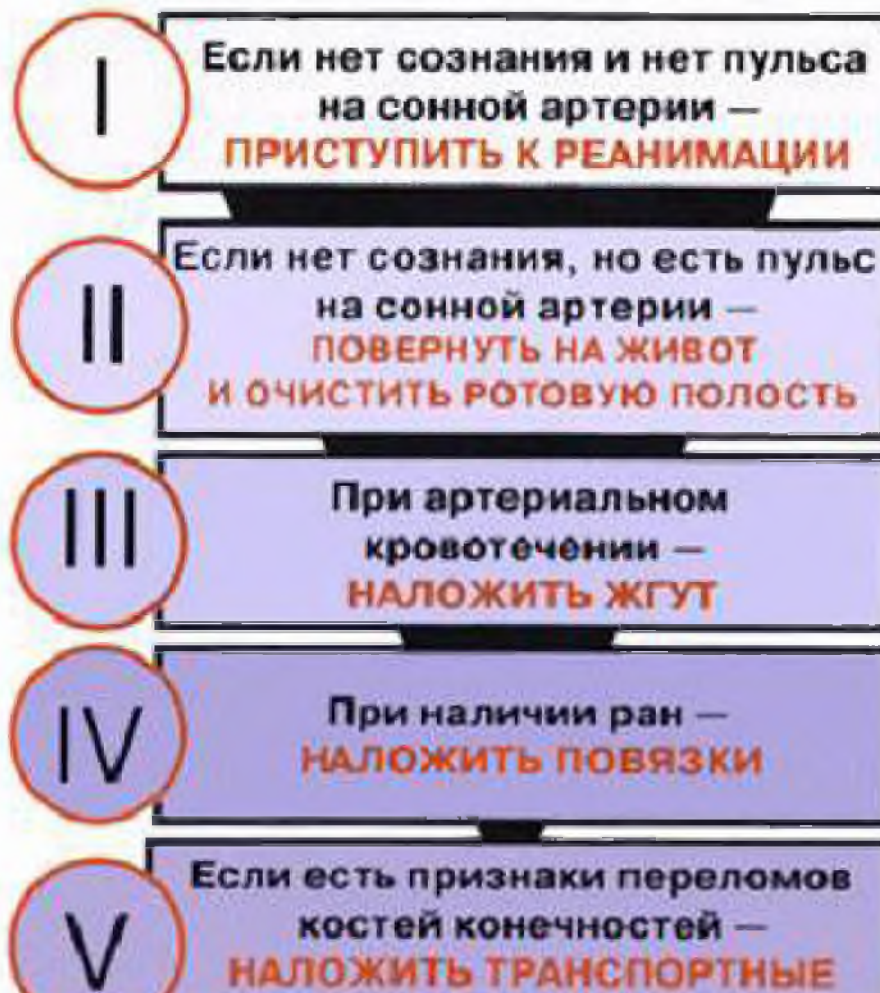 I
Если нет сознания и нет пульса
на сонной артерии —
ПРИСТУПИТЬ К РЕАНИМАЦИИ
II
Если нет сознания, но есть пульс
на сонной артерии —
ПОВЕРНУТЬ НА ЖИВОТ
И ОЧИСТИТЬ РОТОВУЮ ПОЛОСТЬ
III
При артериальном
кровотечении —
НАЛОЖИТЬ ЖГУТ
IV
При наличии ран —
НАЛОЖИТЬ ПОВЯЗКИ
V
Если есть признаки переломов
костей конечностей —
НАЛОЖИТЬ ТРАНСПОРТНЫЕ